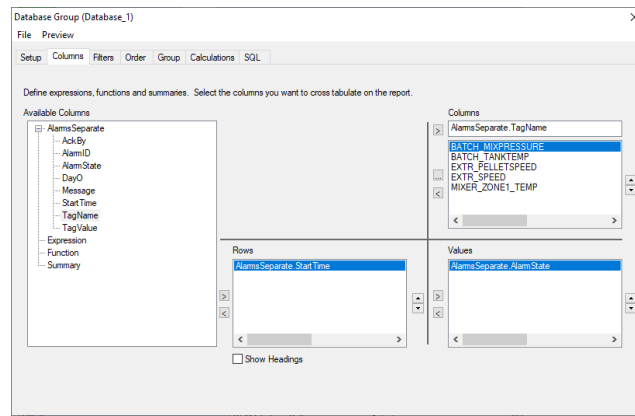 Database Group (Database_1)
File Preview
Setup Columns Filters Order Group Calculations SQL
Define expressions, functions and summaries. Select the columns you want to cross tabulate on the report.
Available Columns
AlarmsSeparate
AckBy
AlarmID
AlarmState
DayO
Message
StartTime
TagName
TagValue
Expression
Function
Summary
Columns
AlarmsSeparate.TagName
BATCH_MIXPRESSURE
BATCH_TANKTEMP
EXTR_PELLETSPEED
EXTR_SPEED
MIXER_ZONE1_TEMP
Rows
AlarmsSeparate.StartTime
Show Headings
Values
AlarmsSeparate.AlarmState